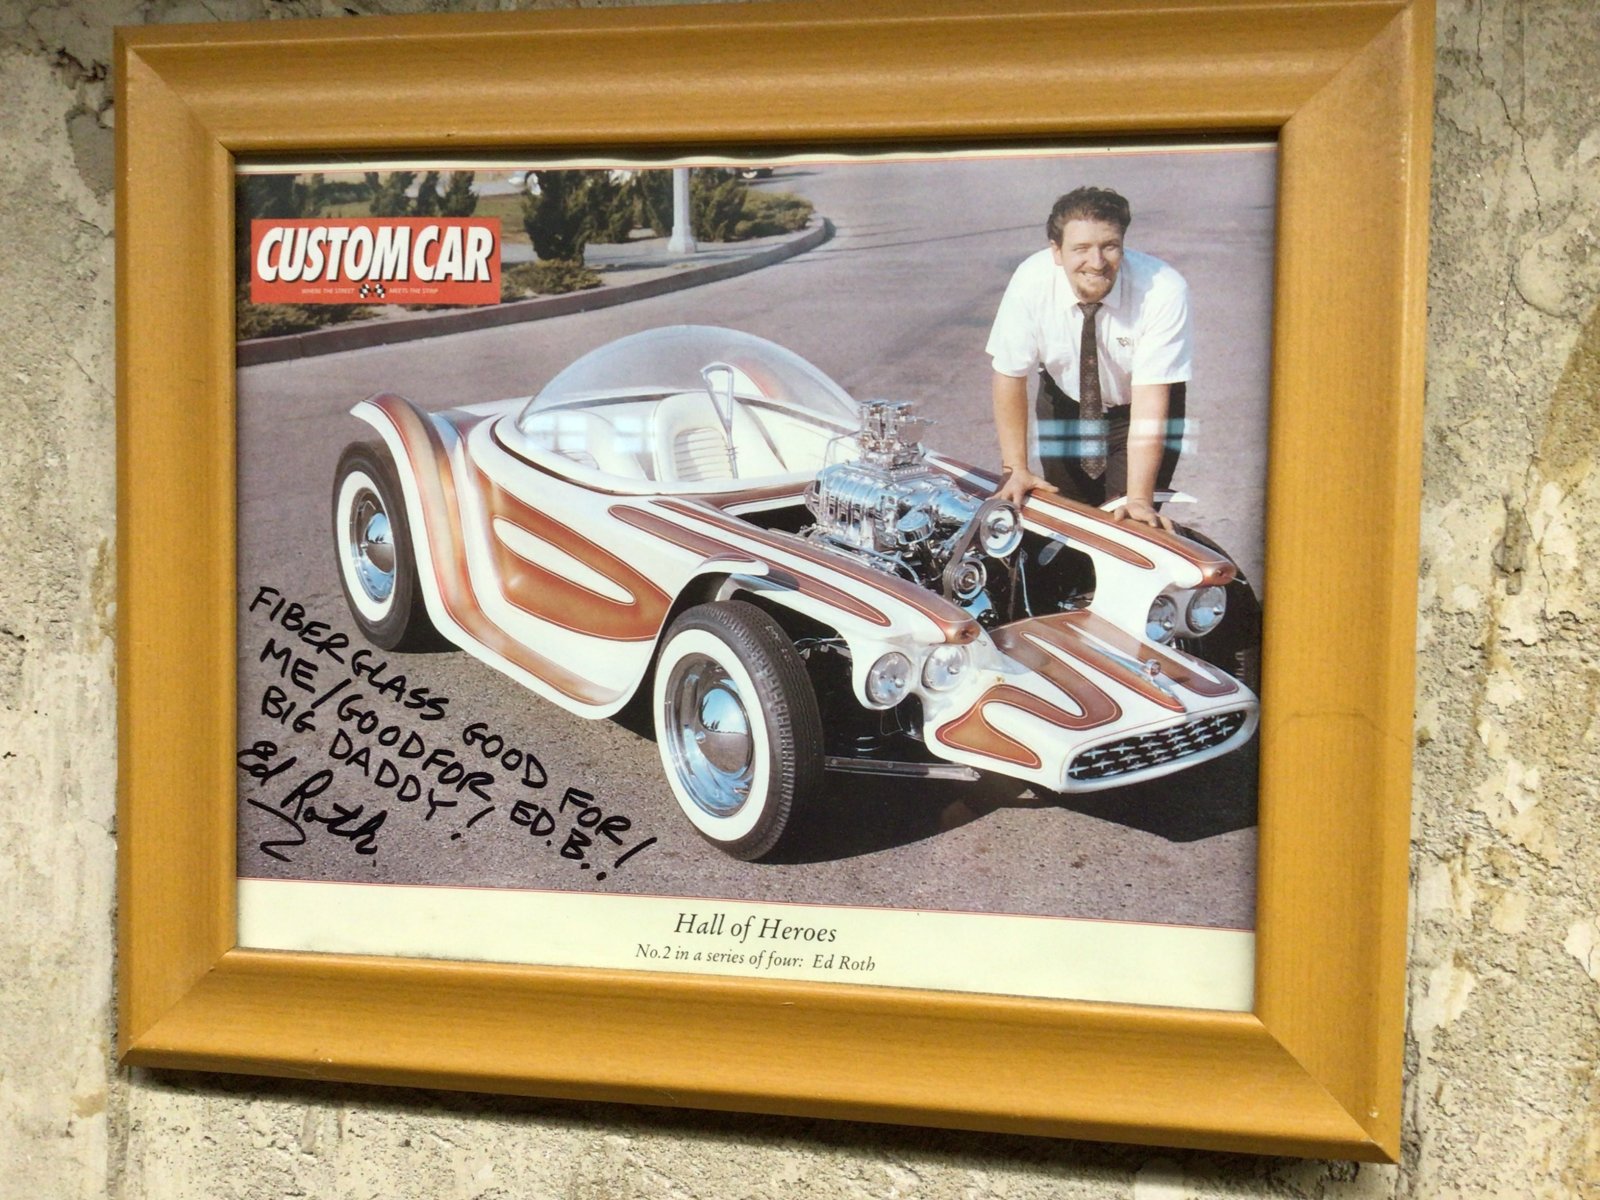 CUSTOM CAR
WHERE THE STREET MEETS THE STRIP
FIBERGLASS GOOD FOR
ME/GOOD FOR ED.B..!
BIG DADDY!
Ed Roth
Hall of Heroes
No.2 in a series of four: Ed Roth